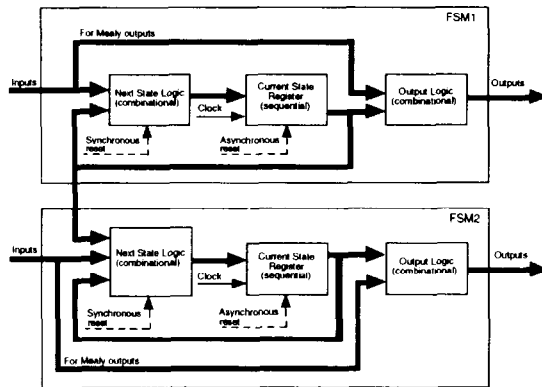 FSM1
For Mealy outputs
Inputs
Next State Logic
(combinational)
Current State
Register
(sequential)
Output Logic
(combinational)
Outputs
Clock
Synchronous
reset
Asynchronous
reset
FSM2
Inputs
Next State Logic
(combinational)
Current State
Register
(sequential)
Output Logic
(combinational)
Outputs
Clock
Synchronous
reset
Asynchronous
reset
For Mealy outputs